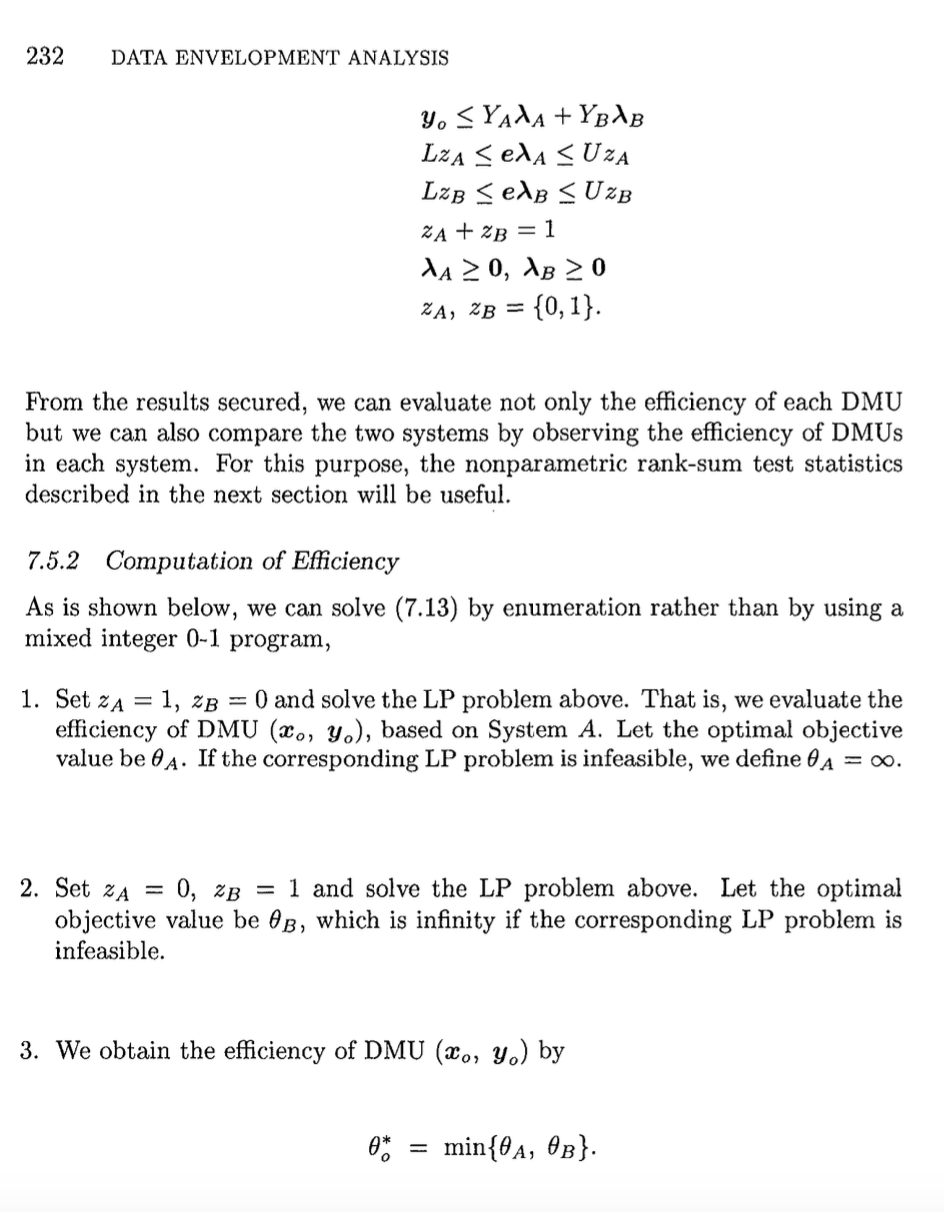 232 DATA ENVELOPMENT ANALYSIS
yₒ ≤ Y_Aλ_A + Y_Bλ_B
Lz_A ≤ eλ_A ≤ Uz_A
Lz_B ≤ eλ_B ≤ Uz_B
z_A + z_B = 1
λ_A ≥ 0, λ_B ≥ 0
z_A, z_B = {0, 1}.
From the results secured, we can evaluate not only the efficiency of each DMU
but we can also compare the two systems by observing the efficiency of DMUs
in each system. For this purpose, the nonparametric rank-sum test statistics
described in the next section will be useful.
7.5.2 Computation of Efficiency
As is shown below, we can solve (7.13) by enumeration rather than by using a
mixed integer 0-1 program,
1. Set z_A = 1, z_B = 0 and solve the LP problem above. That is, we evaluate the
efficiency of DMU (xₒ, yₒ), based on System A. Let the optimal objective
value be θ_A. If the corresponding LP problem is infeasible, we define θ_A = ∞.
2. Set z_A = 0, z_B = 1 and solve the LP problem above. Let the optimal
objective value be θ_B, which is infinity if the corresponding LP problem is
infeasible.
3. We obtain the efficiency of DMU (xₒ, yₒ) by
θₒ* = min{θ_A, θ_B}.